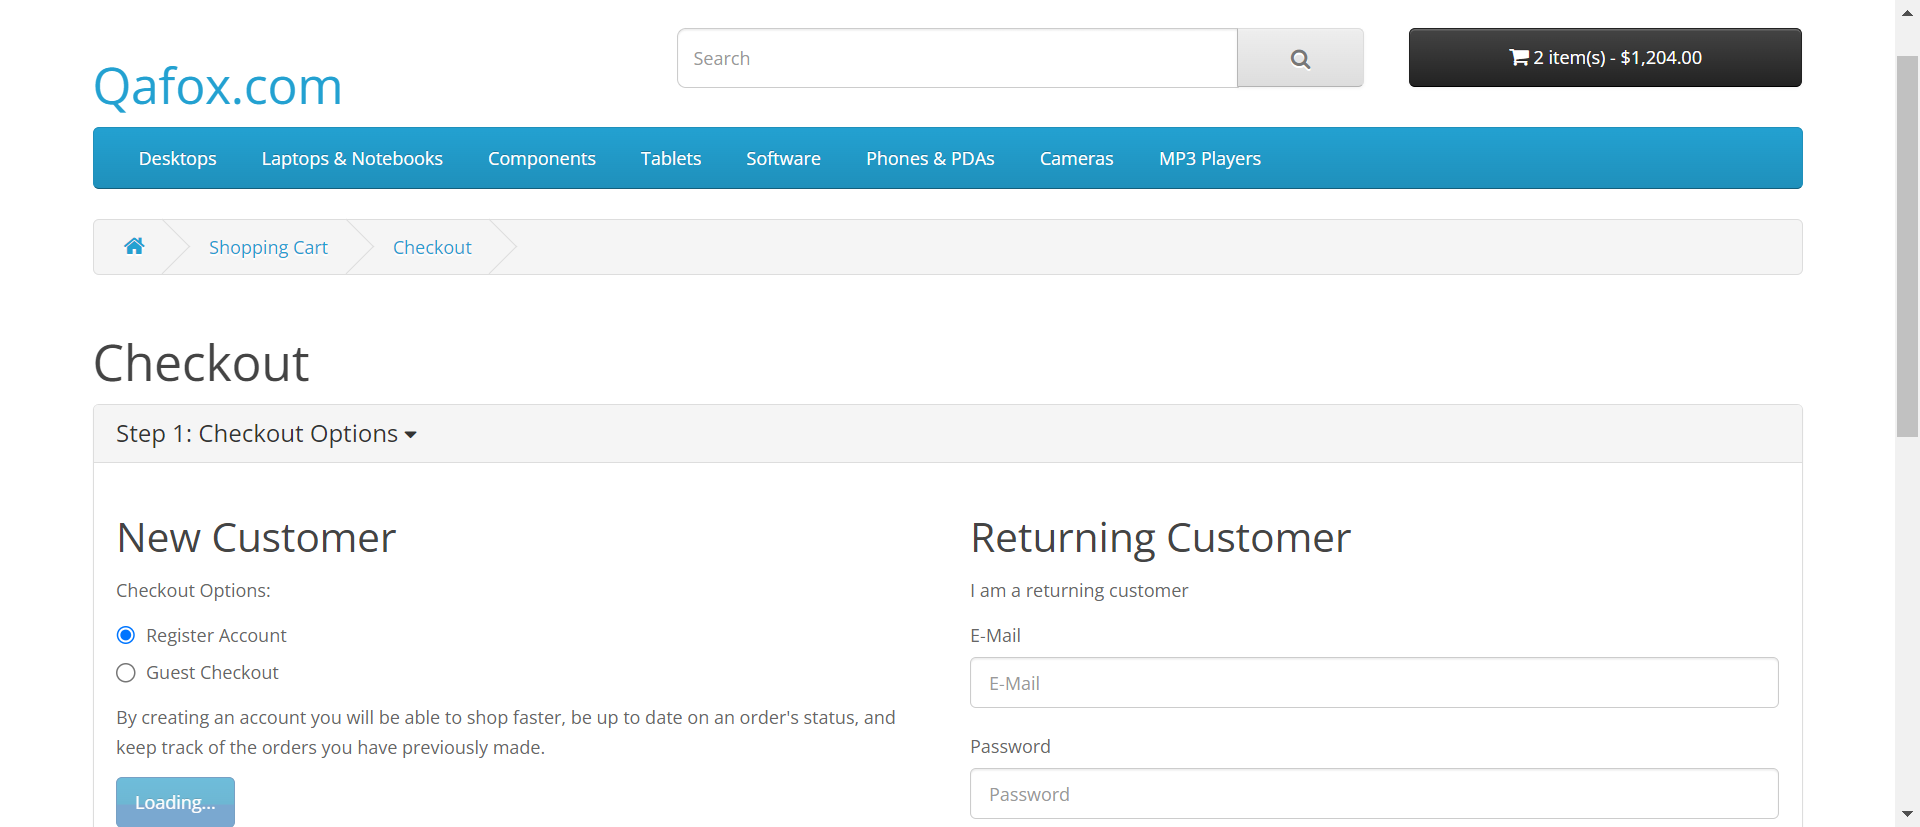 Qafox.com
Search
2 item(s) - $1,204.00
Desktops Laptops & Notebooks Components Tablets Software Phones & PDAs Cameras MP3 Players
Shopping Cart Checkout
Checkout
Step 1: Checkout Options
New Customer
Checkout Options:
Register Account
Guest Checkout
By creating an account you will be able to shop faster, be up to date on an order's status, and
keep track of the orders you have previously made.
Loading...
Returning Customer
I am a returning customer
E-Mail
E-Mail
Password
Password